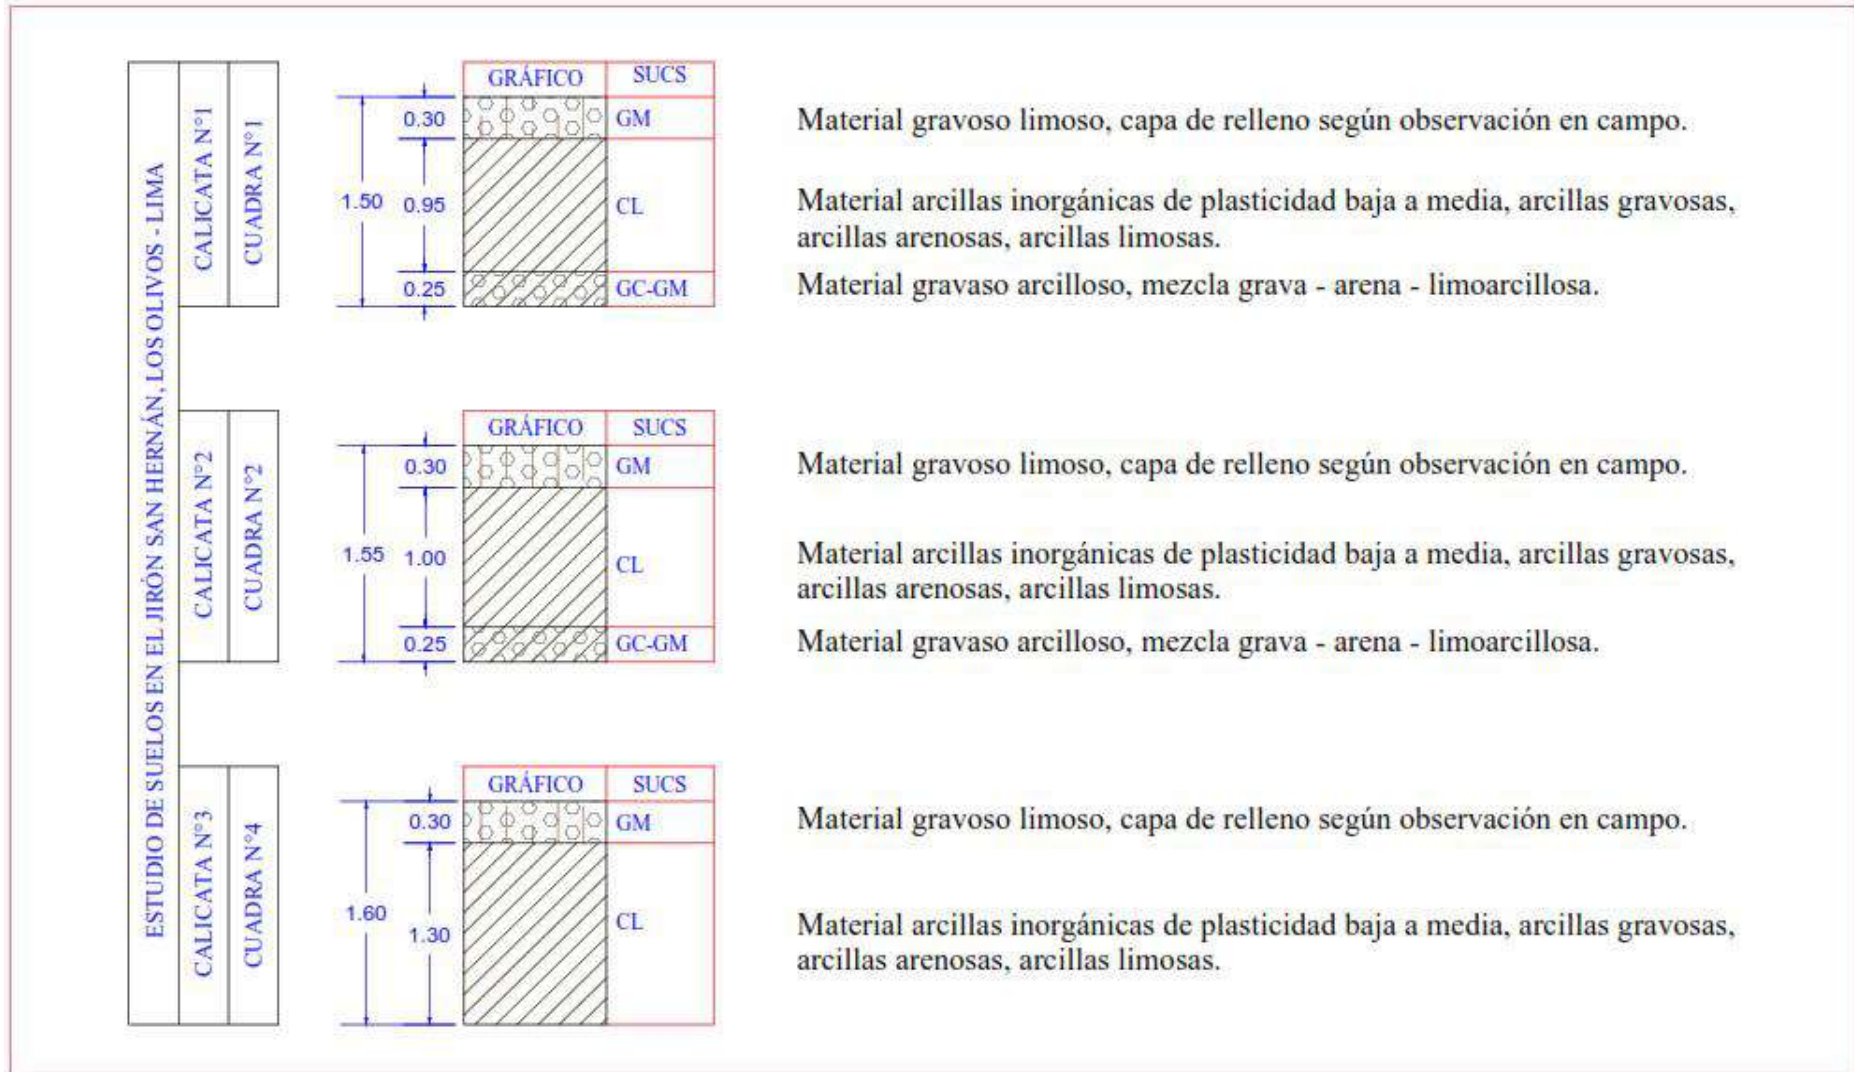 ESTUDIO DE SUELOS EN EL JIRÓN SAN HERNÁN, LOS OLIVOS - LIMA
CALICATA N°1
CUADRA N°1
GRÁFICO SUCS
1.50
0.30 GM Material gravoso limoso, capa de relleno según observación en campo.
0.95 CL Material arcillas inorgánicas de plasticidad baja a media, arcillas gravosas,
arcillas arenosas, arcillas limosas.
0.25 GC-GM Material gravaso arcilloso, mezcla grava - arena - limoarcillosa.
CALICATA N°2
CUADRA N°2
GRÁFICO SUCS
1.55
0.30 GM Material gravoso limoso, capa de relleno según observación en campo.
1.00 CL Material arcillas inorgánicas de plasticidad baja a media, arcillas gravosas,
arcillas arenosas, arcillas limosas.
0.25 GC-GM Material gravaso arcilloso, mezcla grava - arena - limoarcillosa.
CALICATA N°3
CUADRA N°4
GRÁFICO SUCS
1.60
0.30 GM Material gravoso limoso, capa de relleno según observación en campo.
1.30 CL Material arcillas inorgánicas de plasticidad baja a media, arcillas gravosas,
arcillas arenosas, arcillas limosas.